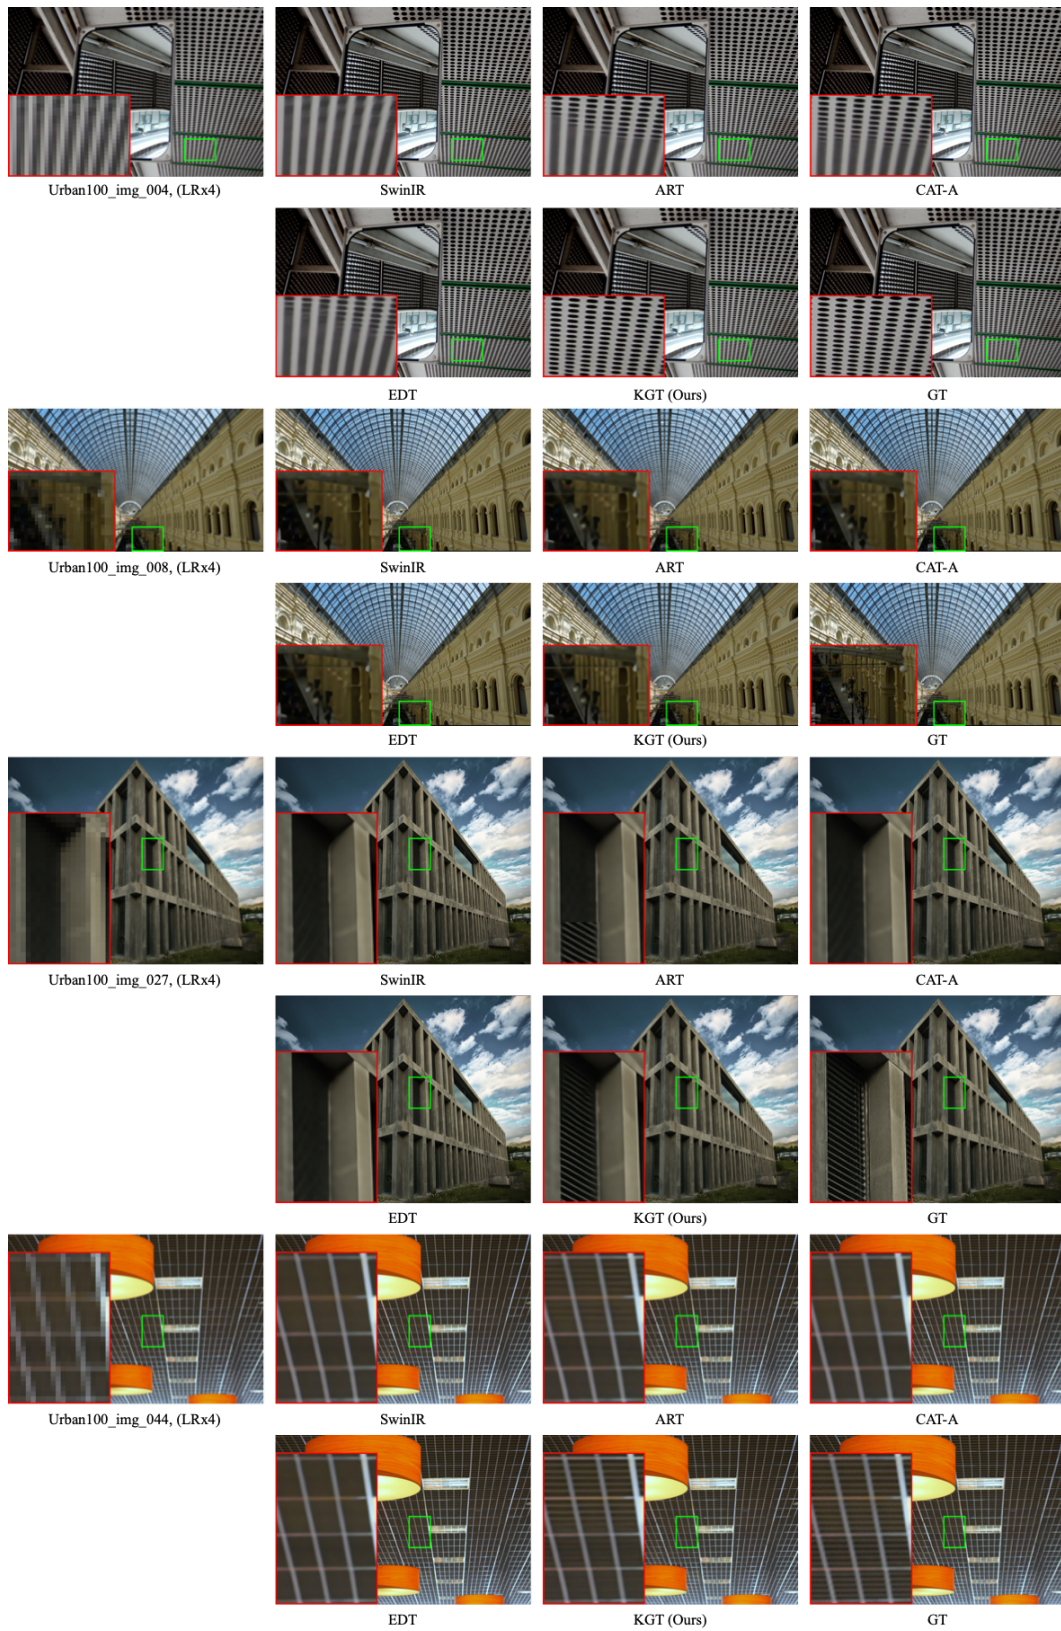 Urban100_img_004, (LRx4) SwinIR ART CAT-A
EDT KGT (Ours) GT
Urban100_img_008, (LRx4) SwinIR ART CAT-A
EDT KGT (Ours) GT
Urban100_img_027, (LRx4) SwinIR ART CAT-A
EDT KGT (Ours) GT
Urban100_img_044, (LRx4) SwinIR ART CAT-A
EDT KGT (Ours) GT